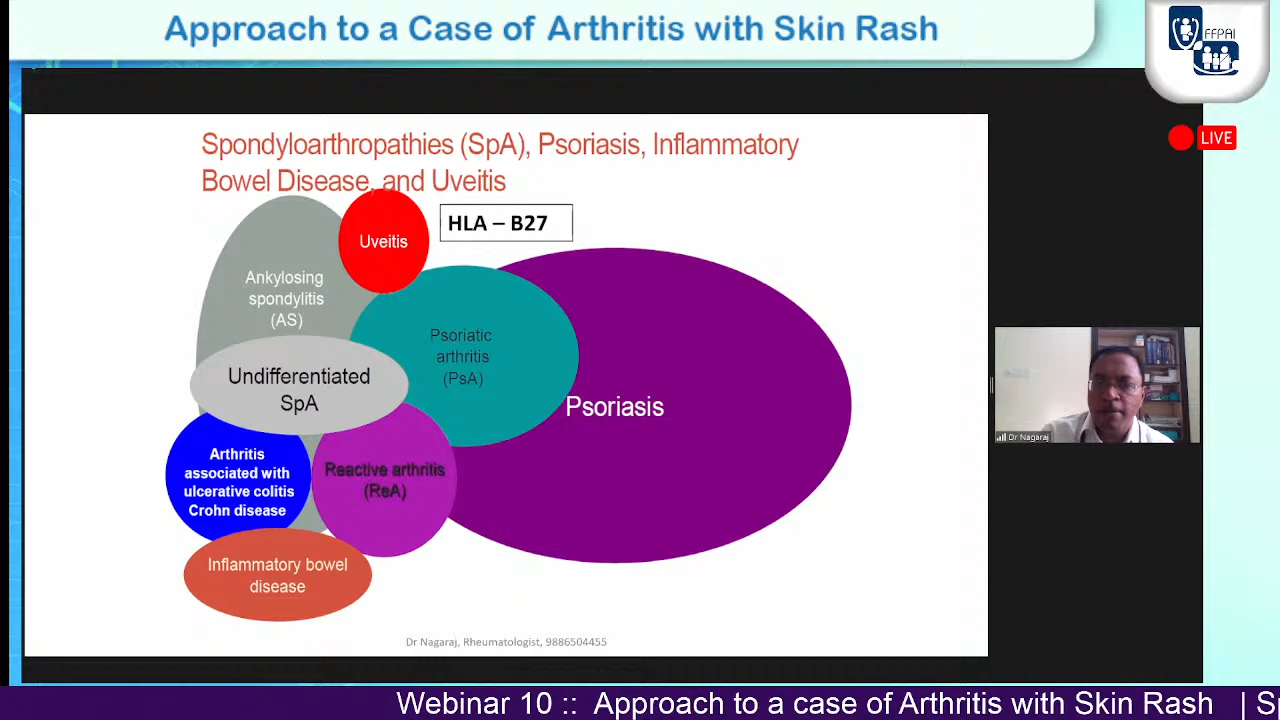 Approach to a Case of Arthritis with Skin Rash
FFPAI
LIVE
Spondyloarthropathies (SpA), Psoriasis, Inflammatory
Bowel Disease, and Uveitis
HLA – B27
Uveitis
Ankylosing
spondylitis
(AS)
Psoriatic
arthritis
(PsA)
Undifferentiated
SpA
Psoriasis
Arthritis
associated with
ulcerative colitis
Crohn disease
Reactive arthritis
(ReA)
Inflammatory bowel
disease
Dr Nagaraj
Dr Nagaraj, Rheumatologist, 9886504455
Webinar 10 :: Approach to a case of Arthritis with Skin Rash | S